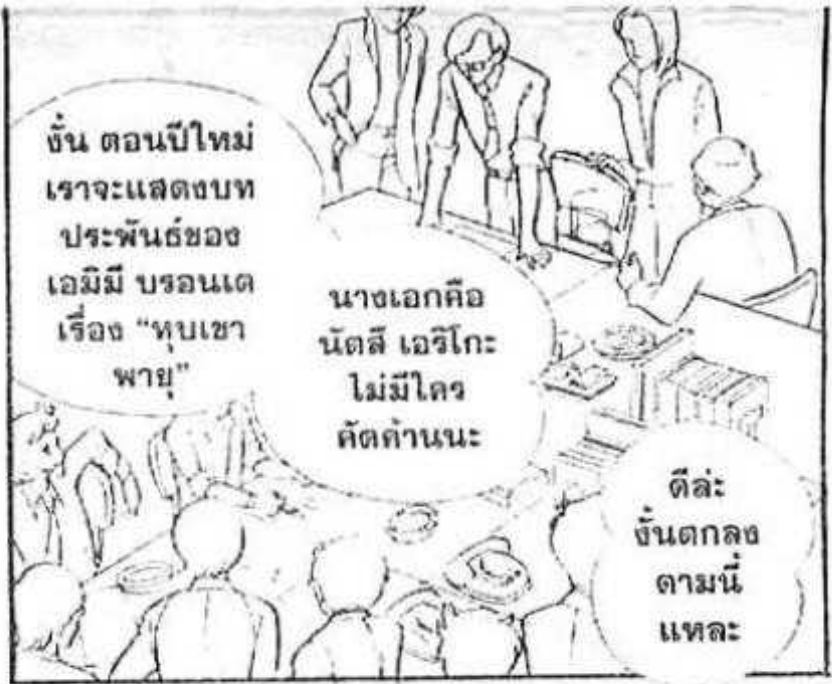 งั้น ตอนปีใหม่
เราจะแสดงบท
ประพันธ์ของ
เอมิมี บรอนเต
เรื่อง “หุบเขา
พายุ”
นางเอกคือ
นัตสึ เอริโกะ
ไม่มีใคร
คัดค้านนะ
ดีล่ะ
งั้นตกลง
ตามนี้
แหละ